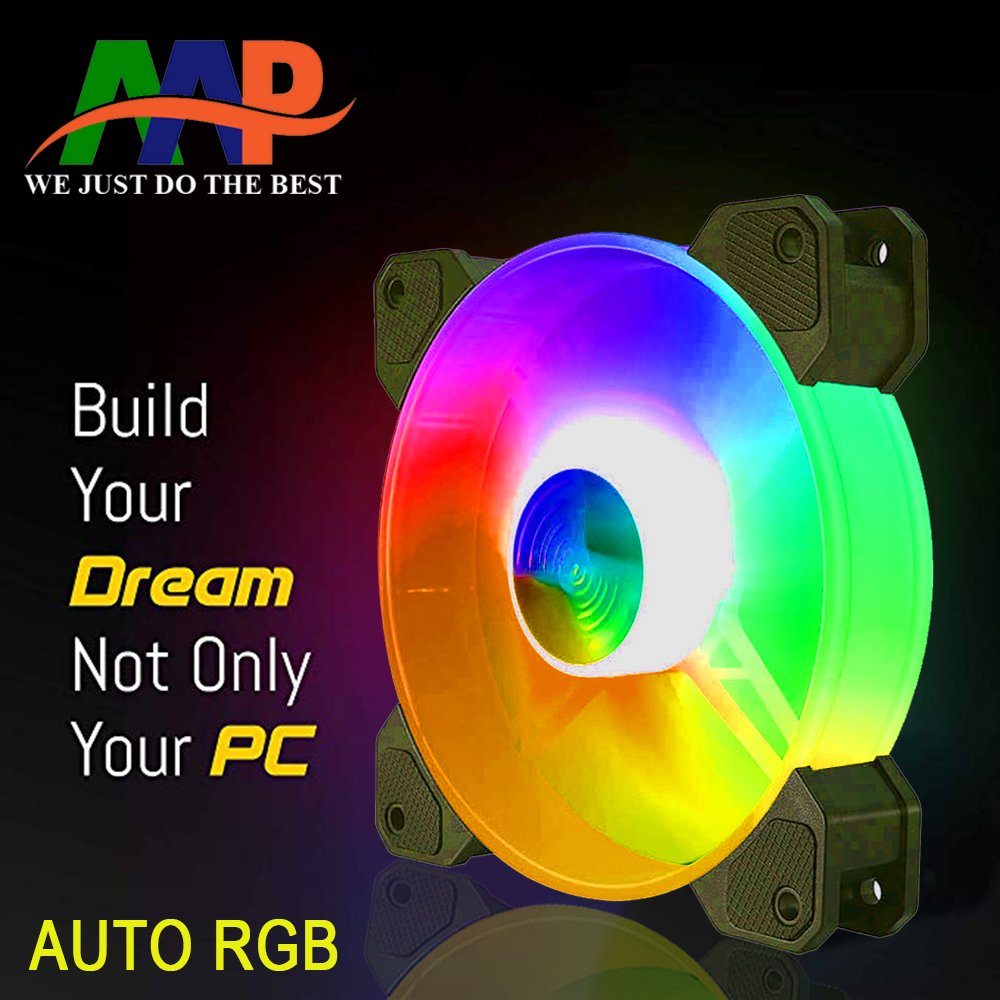 AAP
WE JUST DO THE BEST
Build
Your
Dream
Not Only
Your PC
AUTO RGB